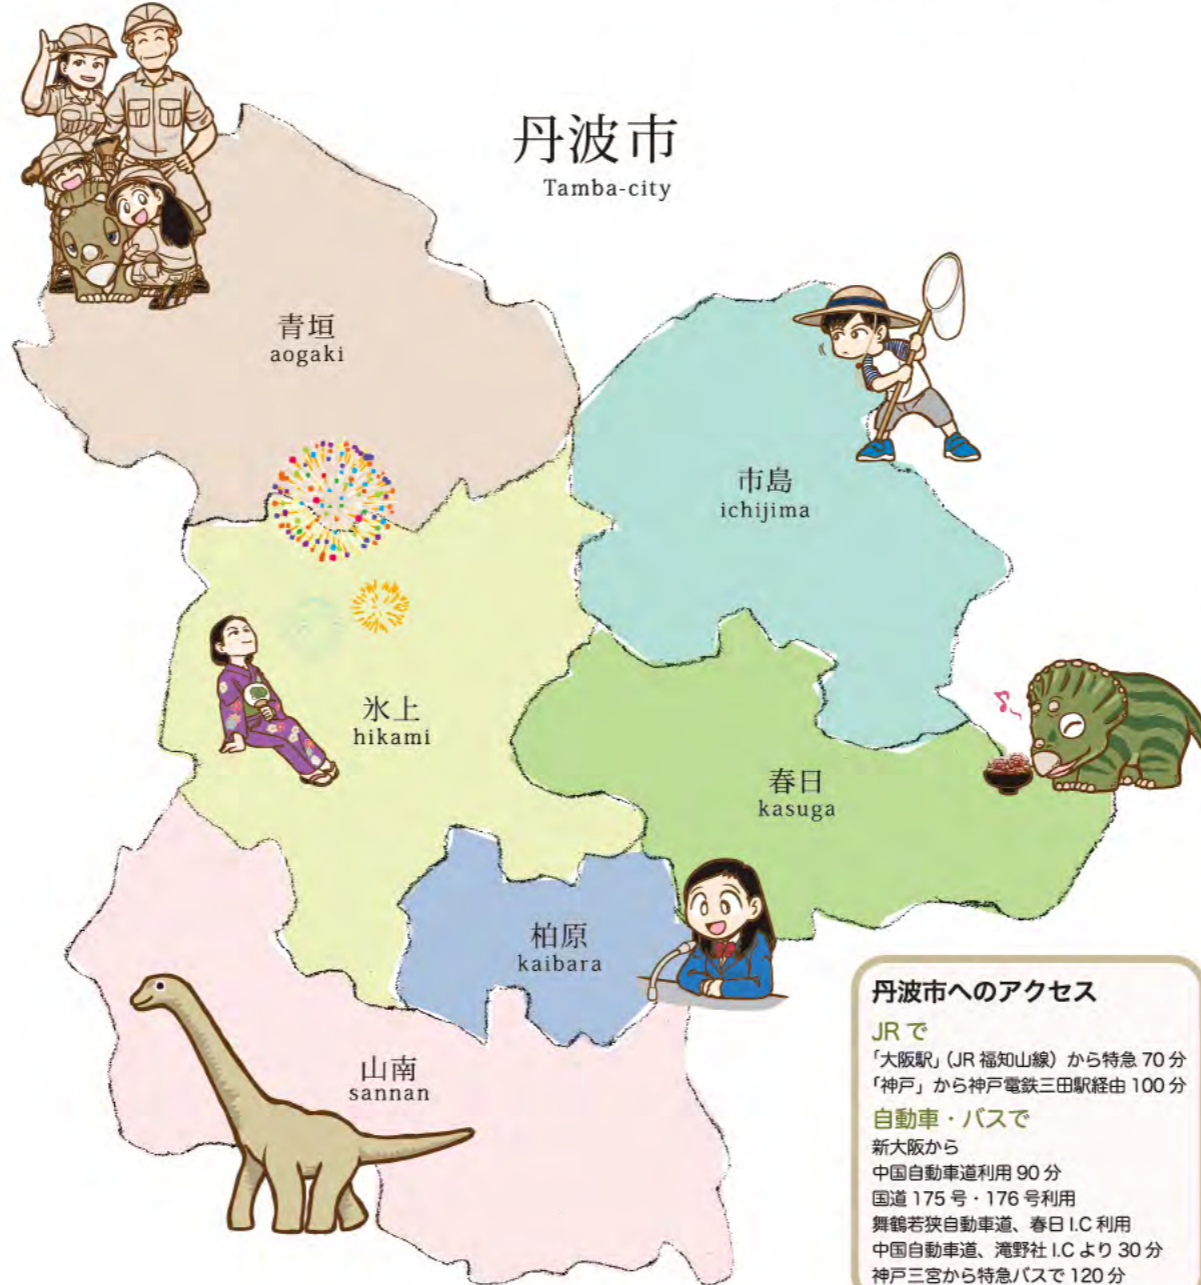 丹波市
Tamba-city
青垣
aogaki
市島
ichijima
氷上
hikami
春日
kasuga
柏原
kaibara
山南
sannan
丹波市へのアクセス
JRで
「大阪駅」（JR福知山線）から特急70分
「神戸」から神戸電鉄三田駅経由100分
自動車・バスで
新大阪から
中国自動車道利用90分
国道175号・176号利用
舞鶴若狭自動車道、春日I.C利用
中国自動車道、滝野社I.Cより30分
神戸三宮から特急バスで120分